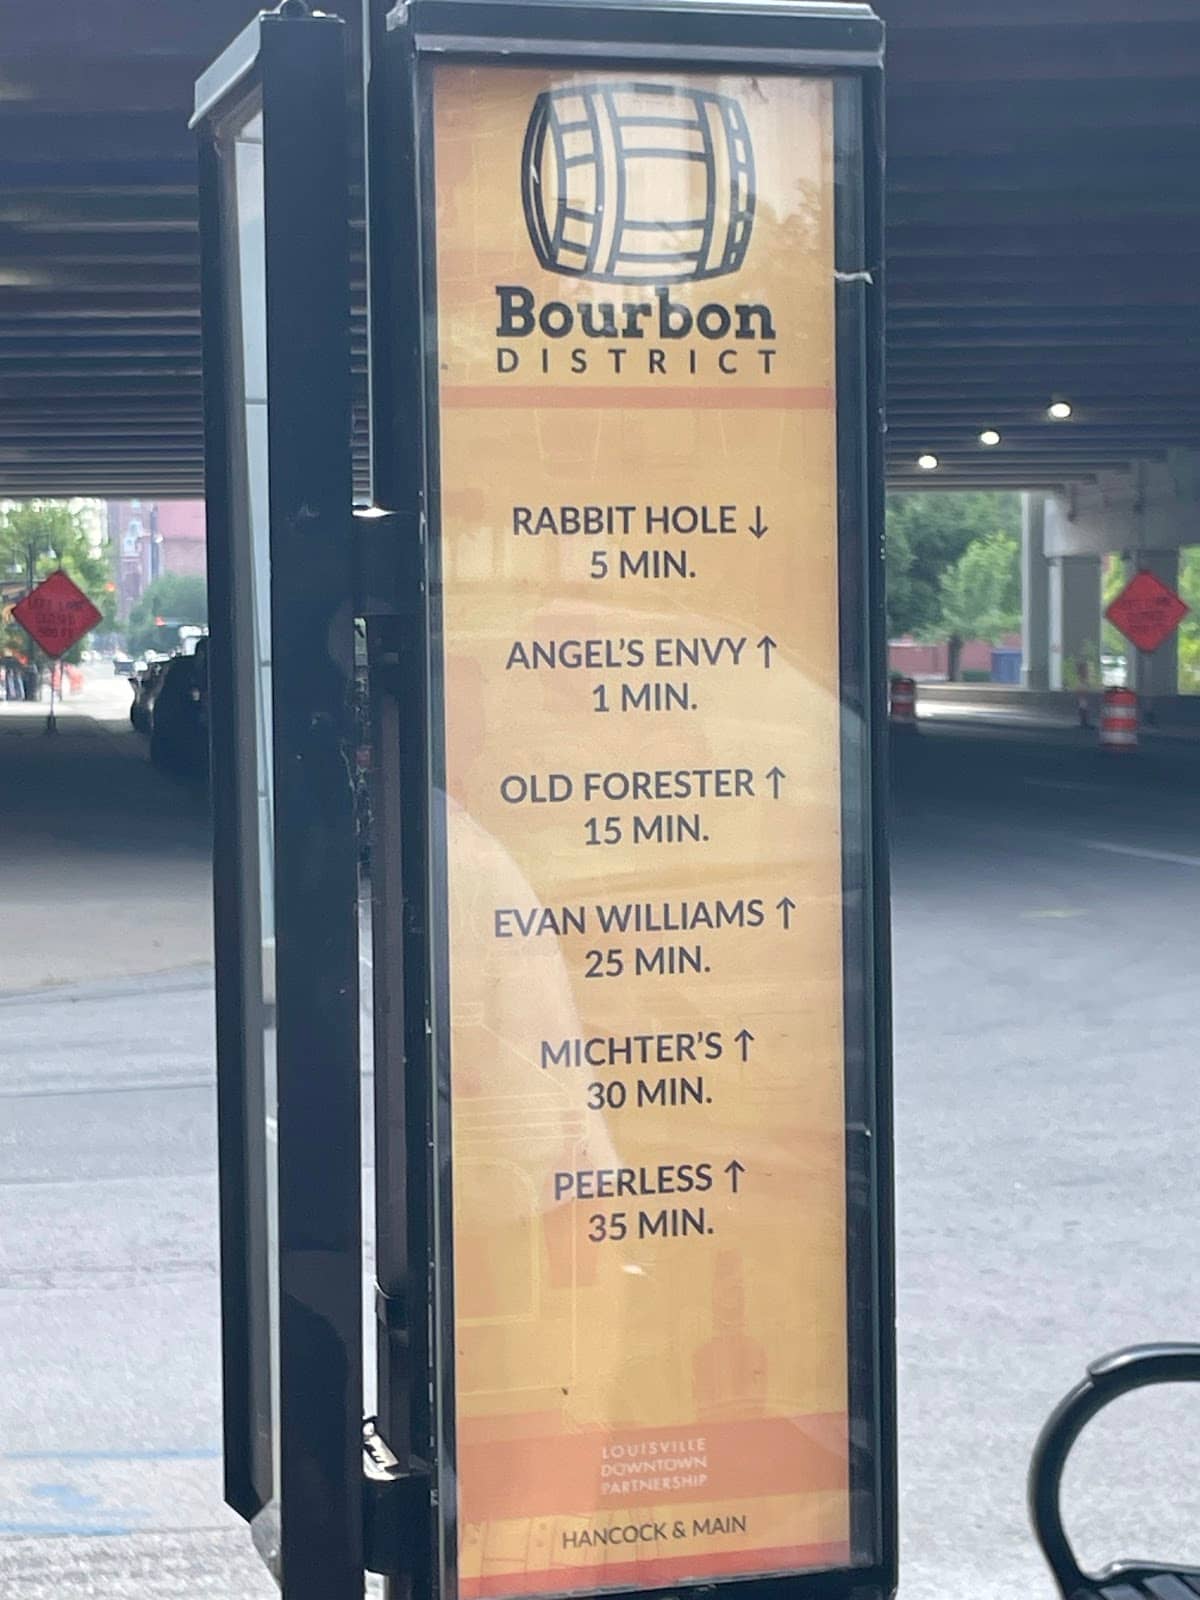 Bourbon
DISTRICT
RABBIT HOLE ↓
5 MIN.
ANGEL'S ENVY ↑
1 MIN.
OLD FORESTER ↑
15 MIN.
EVAN WILLIAMS ↑
25 MIN.
MICHTER'S ↑
30 MIN.
PEERLESS ↑
35 MIN.
LOUISVILLE
DOWNTOWN
PARTNERSHIP
HANCOCK & MAIN